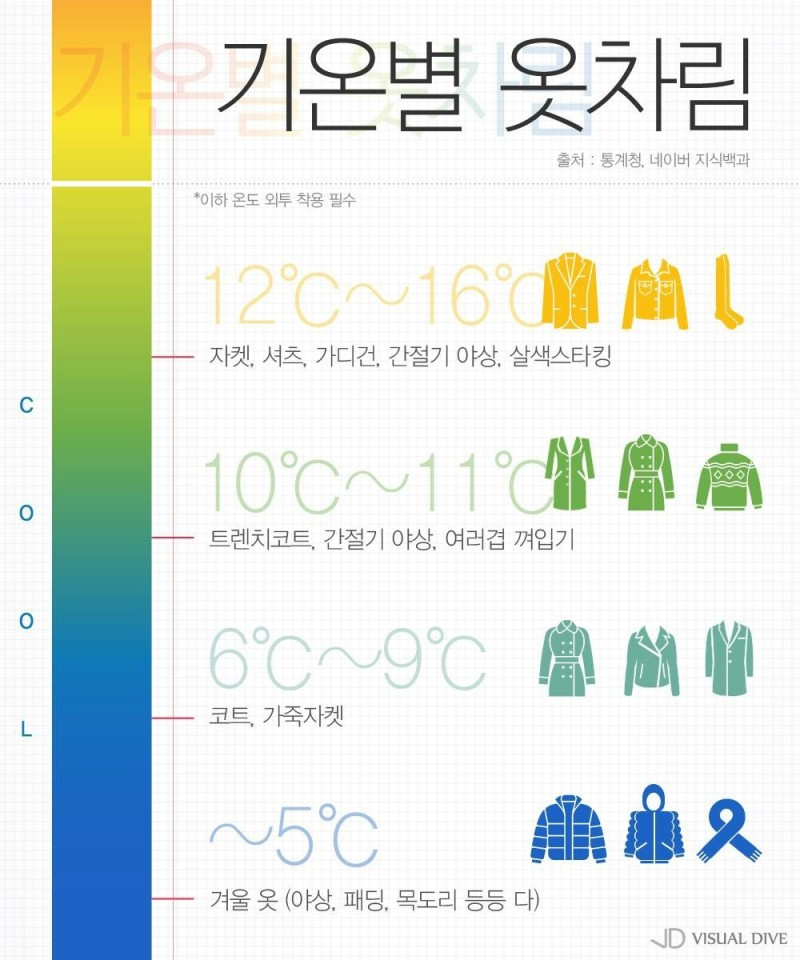 기온별 옷차림
출처 : 통계청, 네이버 지식백과
*이하 온도 외투 착용 필수
12℃~16℃
자켓, 셔츠, 가디건, 간절기 야상, 살색스타킹
10℃~11℃
트렌치코트, 간절기 야상, 여러겹 껴입기
6℃~9℃
코트, 가죽자켓
~5℃
겨울 옷 (야상, 패딩, 목도리 등등 다)
C
O
O
L
VISUAL DIVE